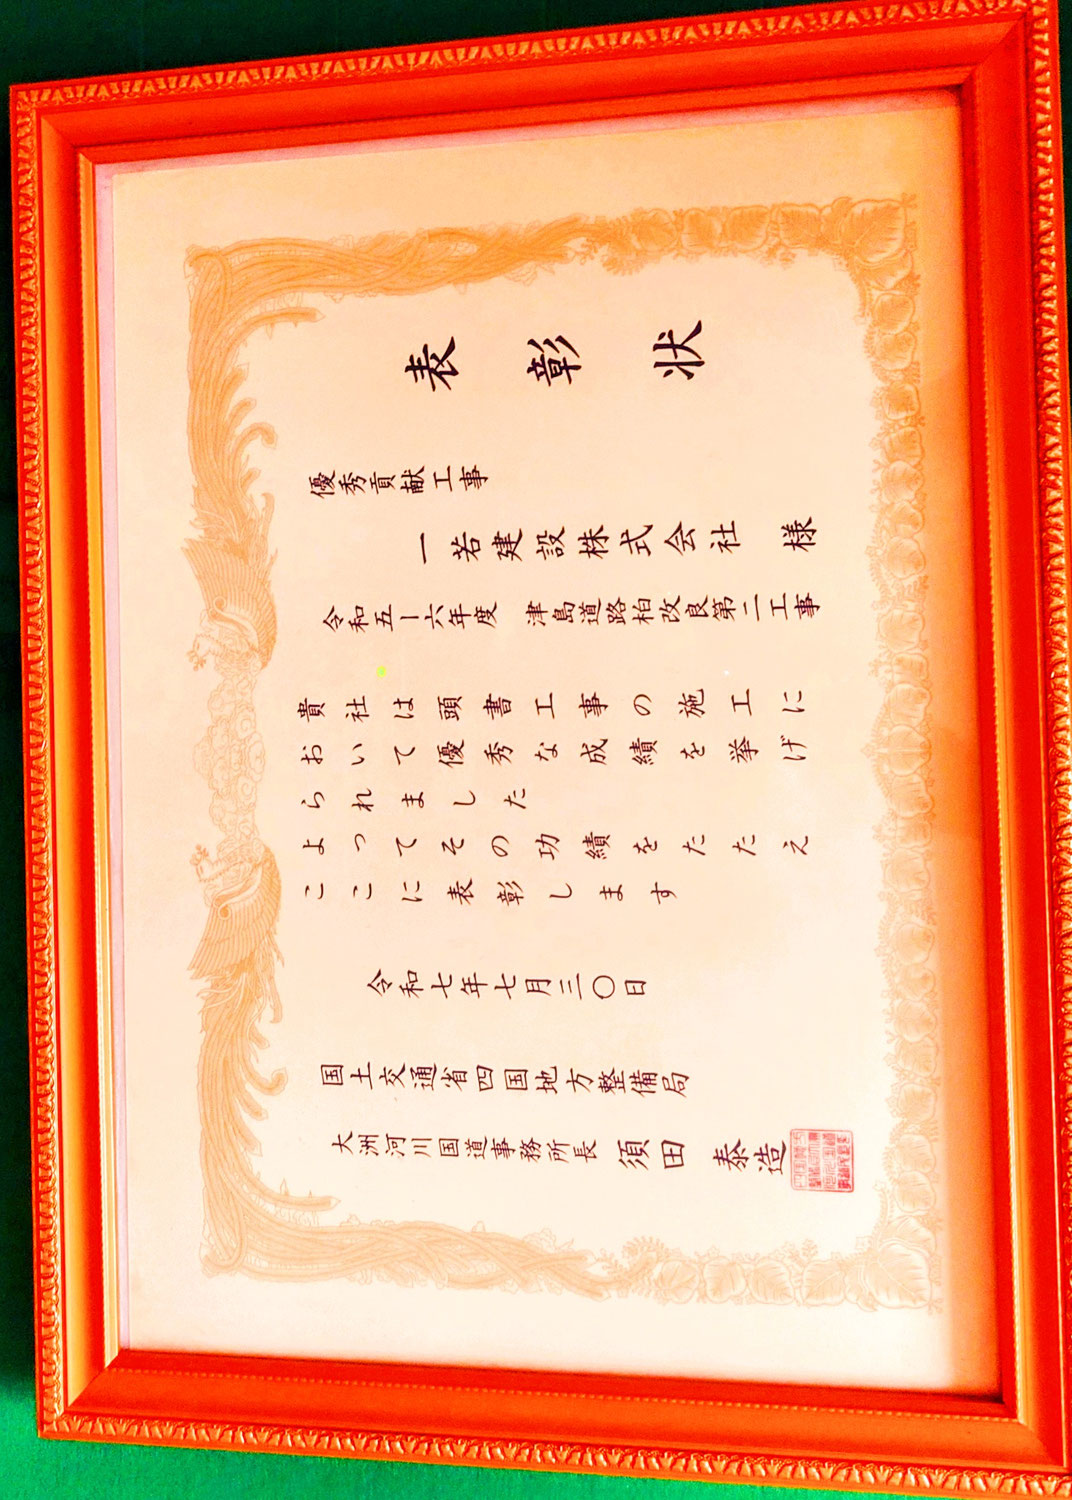 表彰状
優秀貢献工事
一若建設株式会社 様
令和五ー六年度 津島道路柏改良第二工事
貴社は頭書工事の施工に
おいて優秀な成績を挙げ
られました
よってその功績をたたえ
ここに表彰します
令和七年七月三〇日
国土交通省四国地方整備局
大洲河川国道事務所長 須田 泰造